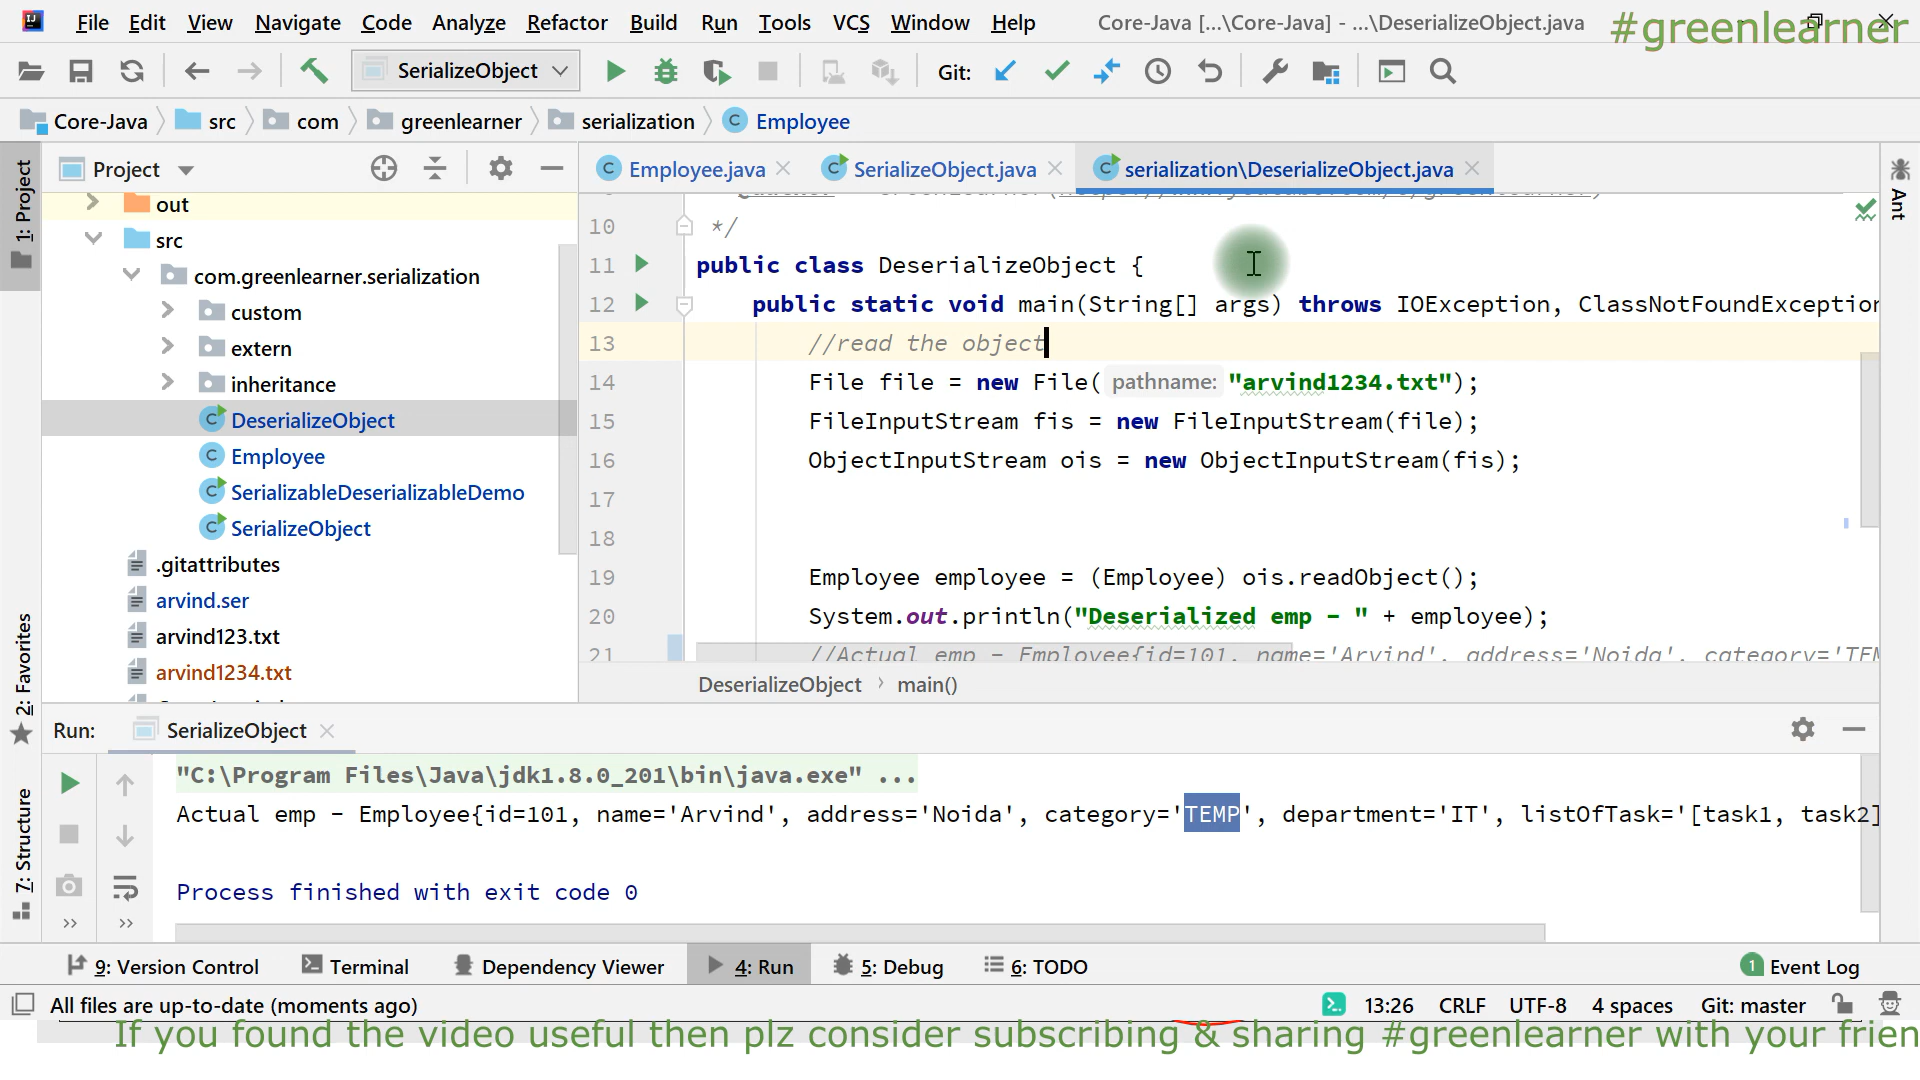 File Edit View Navigate Code Analyze Refactor Build Run Tools VCS Window Help Core-Java [...\Core-Java] - ...\DeserializeObject.java
#greenlearner
SerializeObject Git:
Core-Java src com greenlearner serialization Employee
1: Project
Project
Employee.java SerializeObject.java serialization\DeserializeObject.java
Ant
out
src
com.greenlearner.serialization
custom
extern
inheritance
DeserializeObject
Employee
SerializableDeserializableDemo
SerializeObject
.gitattributes
arvind.ser
arvind123.txt
arvind1234.txt
10 */
11 public class DeserializeObject {
12 public static void main(String[] args) throws IOException, ClassNotFoundException
13 //read the object
14 File file = new File( pathname: "arvind1234.txt");
15 FileInputStream fis = new FileInputStream(file);
16 ObjectInputStream ois = new ObjectInputStream(fis);
17
18
19 Employee employee = (Employee) ois.readObject();
20 System.out.println("Deserialized emp - " + employee);
21 //Actual emp - Employee{id=101, name='Arvind', address='Noida', category='TEM
DeserializeObject main()
2: Favorites
7: Structure
Run: SerializeObject
"C:\Program Files\Java\jdk1.8.0_201\bin\java.exe" ...
Actual emp - Employee{id=101, name='Arvind', address='Noida', category='TEMP', department='IT', listOfTask='[task1, task2]
Process finished with exit code 0
9: Version Control Terminal Dependency Viewer 4: Run 5: Debug 6: TODO 1 Event Log
All files are up-to-date (moments ago) 13:26 CRLF UTF-8 4 spaces Git: master
If you found the video useful then plz consider subscribing & sharing #greenlearner with your frien